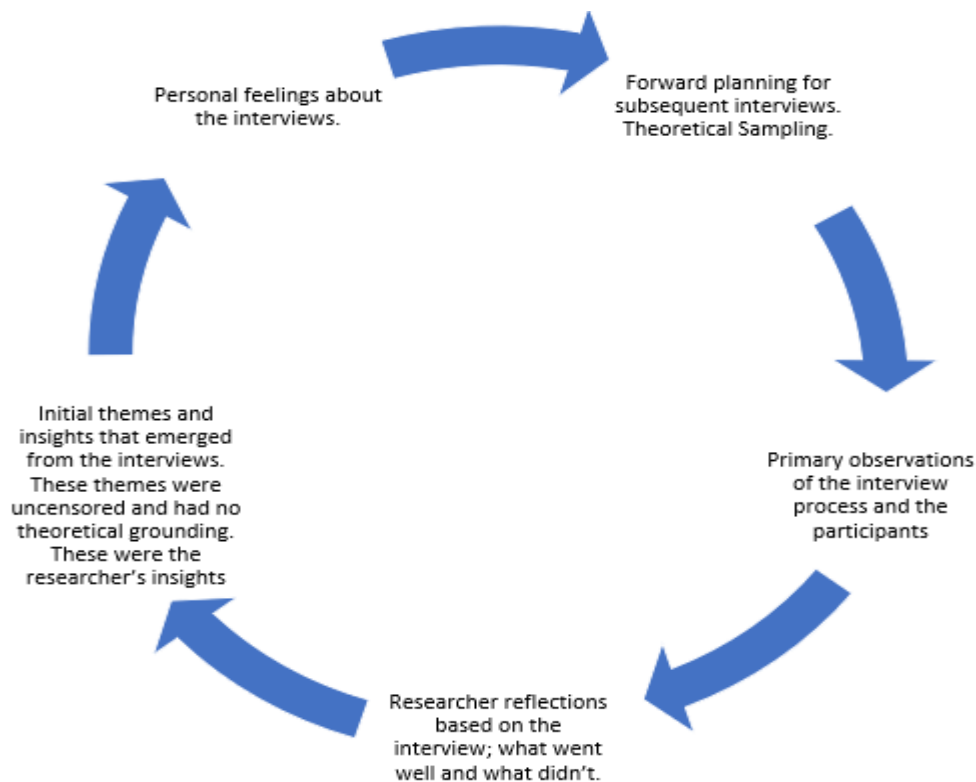 Personal feelings about
the interviews.
Forward planning for
subsequent interviews.
Theoretical Sampling.
Primary observations
of the interview
process and the
participants
Researcher reflections
based on the
interview; what went
well and what didn't.
Initial themes and
insights that emerged
from the interviews.
These themes were
uncensored and had no
theoretical grounding.
These were the
researcher’s insights